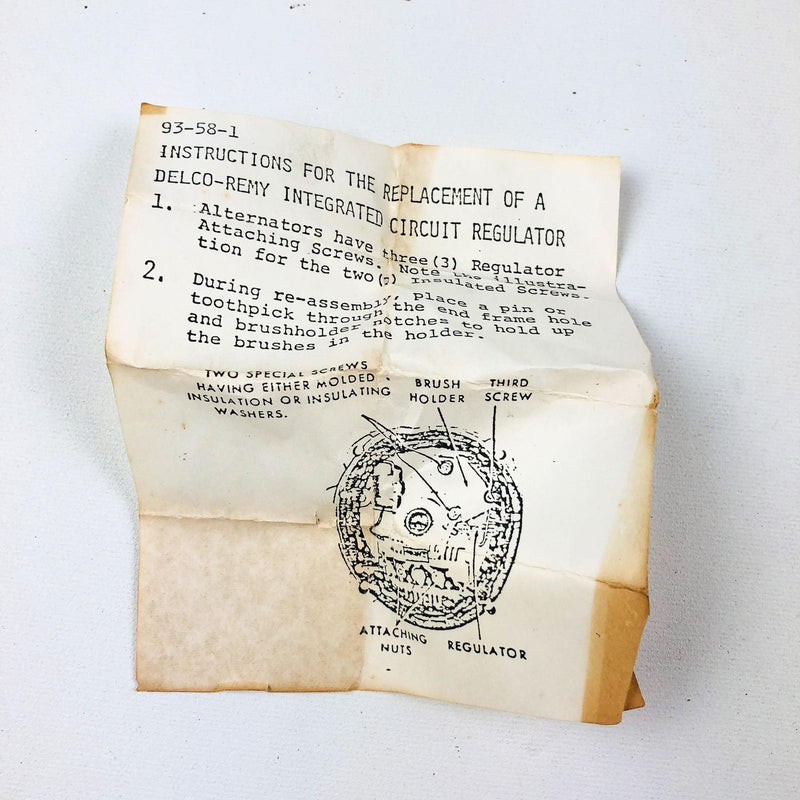 93-58-1
INSTRUCTIONS FOR THE REPLACEMENT OF A
DELCO-REMY INTEGRATED CIRCUIT REGULATOR
1. Alternators have three (3) Regulator
Attaching Screws. Note the illustra-
tion for the two Insulated Screws.
2. During re-assembly, place a pin or
toothpick through the end frame hole
and brushholder notches to hold up
the brushes in the holder.
TWO SPECIAL SCREWS
HAVING EITHER MOLDED
INSULATION OR INSULATING
WASHERS.
BRUSH
HOLDER
THIRD
SCREW
ATTACHING
NUTS
REGULATOR